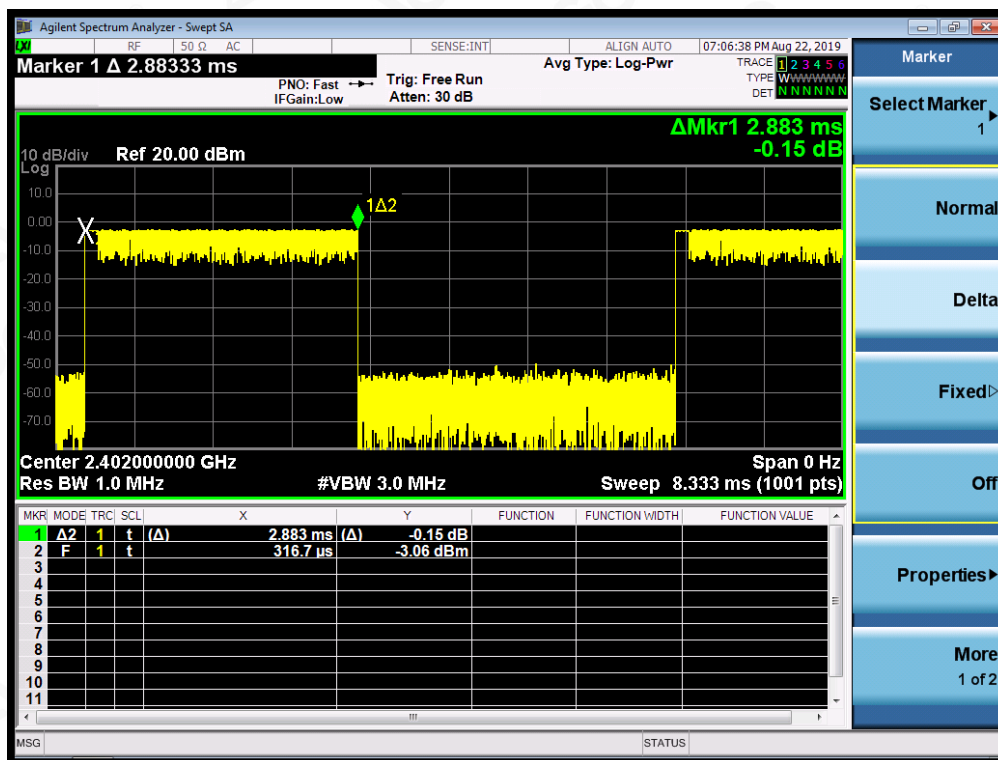 Agilent Spectrum Analyzer - Swept SA
LXI RF 50 Ω AC SENSE:INT ALIGN AUTO 07:06:38 PM Aug 22, 2019
Marker 1 Δ 2.88333 ms
PNO: Fast
IFGain:Low
Trig: Free Run
Atten: 30 dB
Avg Type: Log-Pwr
TRACE 1 2 3 4 5 6
TYPE WWWWWWW
DET N N N N N N
ΔMkr1 2.883 ms
-0.15 dB
10 dB/div Ref 20.00 dBm
Log
10.0
0.00
-10.0
-20.0
-30.0
-40.0
-50.0
-60.0
-70.0
X
1Δ2
Center 2.402000000 GHz Span 0 Hz
Res BW 1.0 MHz #VBW 3.0 MHz Sweep 8.333 ms (1001 pts)
MKR MODE TRC SCL X Y FUNCTION FUNCTION WIDTH FUNCTION VALUE
1 Δ2 1 t (Δ) 2.883 ms (Δ) -0.15 dB
2 F 1 t 316.7 µs -3.06 dBm
3
4
5
6
7
8
9
10
11
MSG STATUS
Marker
Select Marker
1
Normal
Delta
Fixed
Off
Properties
More
1 of 2